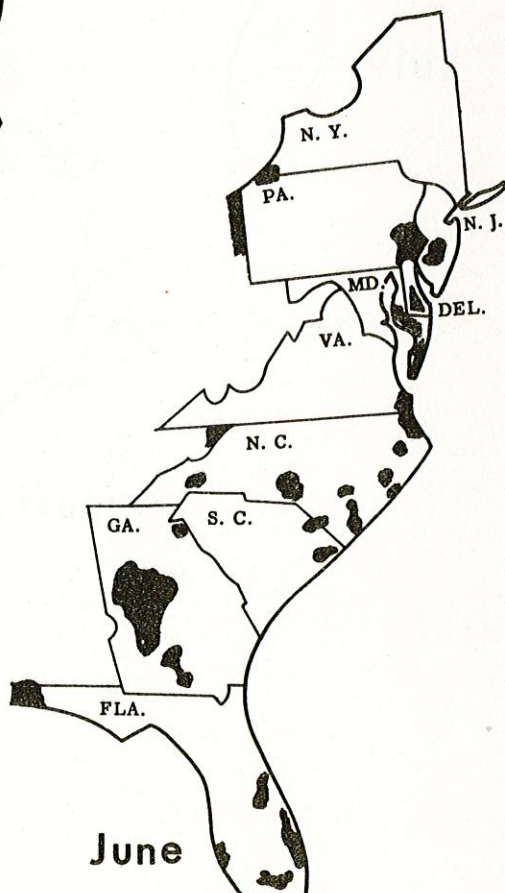 N. Y.
PA.
N. J.
MD.
DEL.
VA.
N. C.
GA.
S. C.
FLA.
June